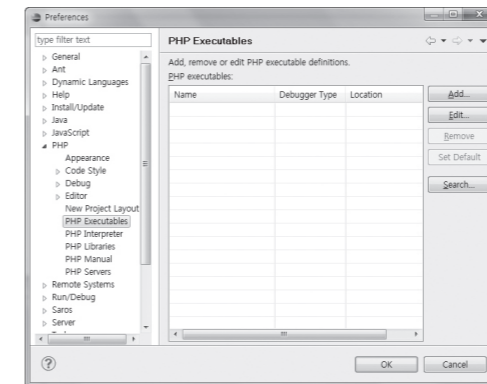 Preferences
type filter text
General
Ant
Dynamic Languages
Help
Install/Update
Java
JavaScript
PHP
Appearance
Code Style
Debug
Editor
New Project Layout
PHP Executables
PHP Interpreter
PHP Libraries
PHP Manual
PHP Servers
Remote Systems
Run/Debug
Saros
Server
PHP Executables
Add, remove or edit PHP executable definitions.
PHP executables:
Name Debugger Type Location
Add...
Edit...
Remove
Set Default
Search...
OK Cancel